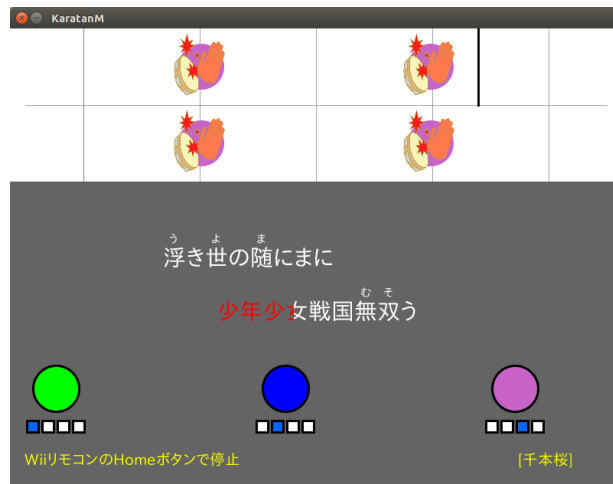 KaratanM
う よ ま
浮き世の随にまに
むそ
少年少女戦国無双う
WiiリモコンのHomeボタンで停止
[千本桜]